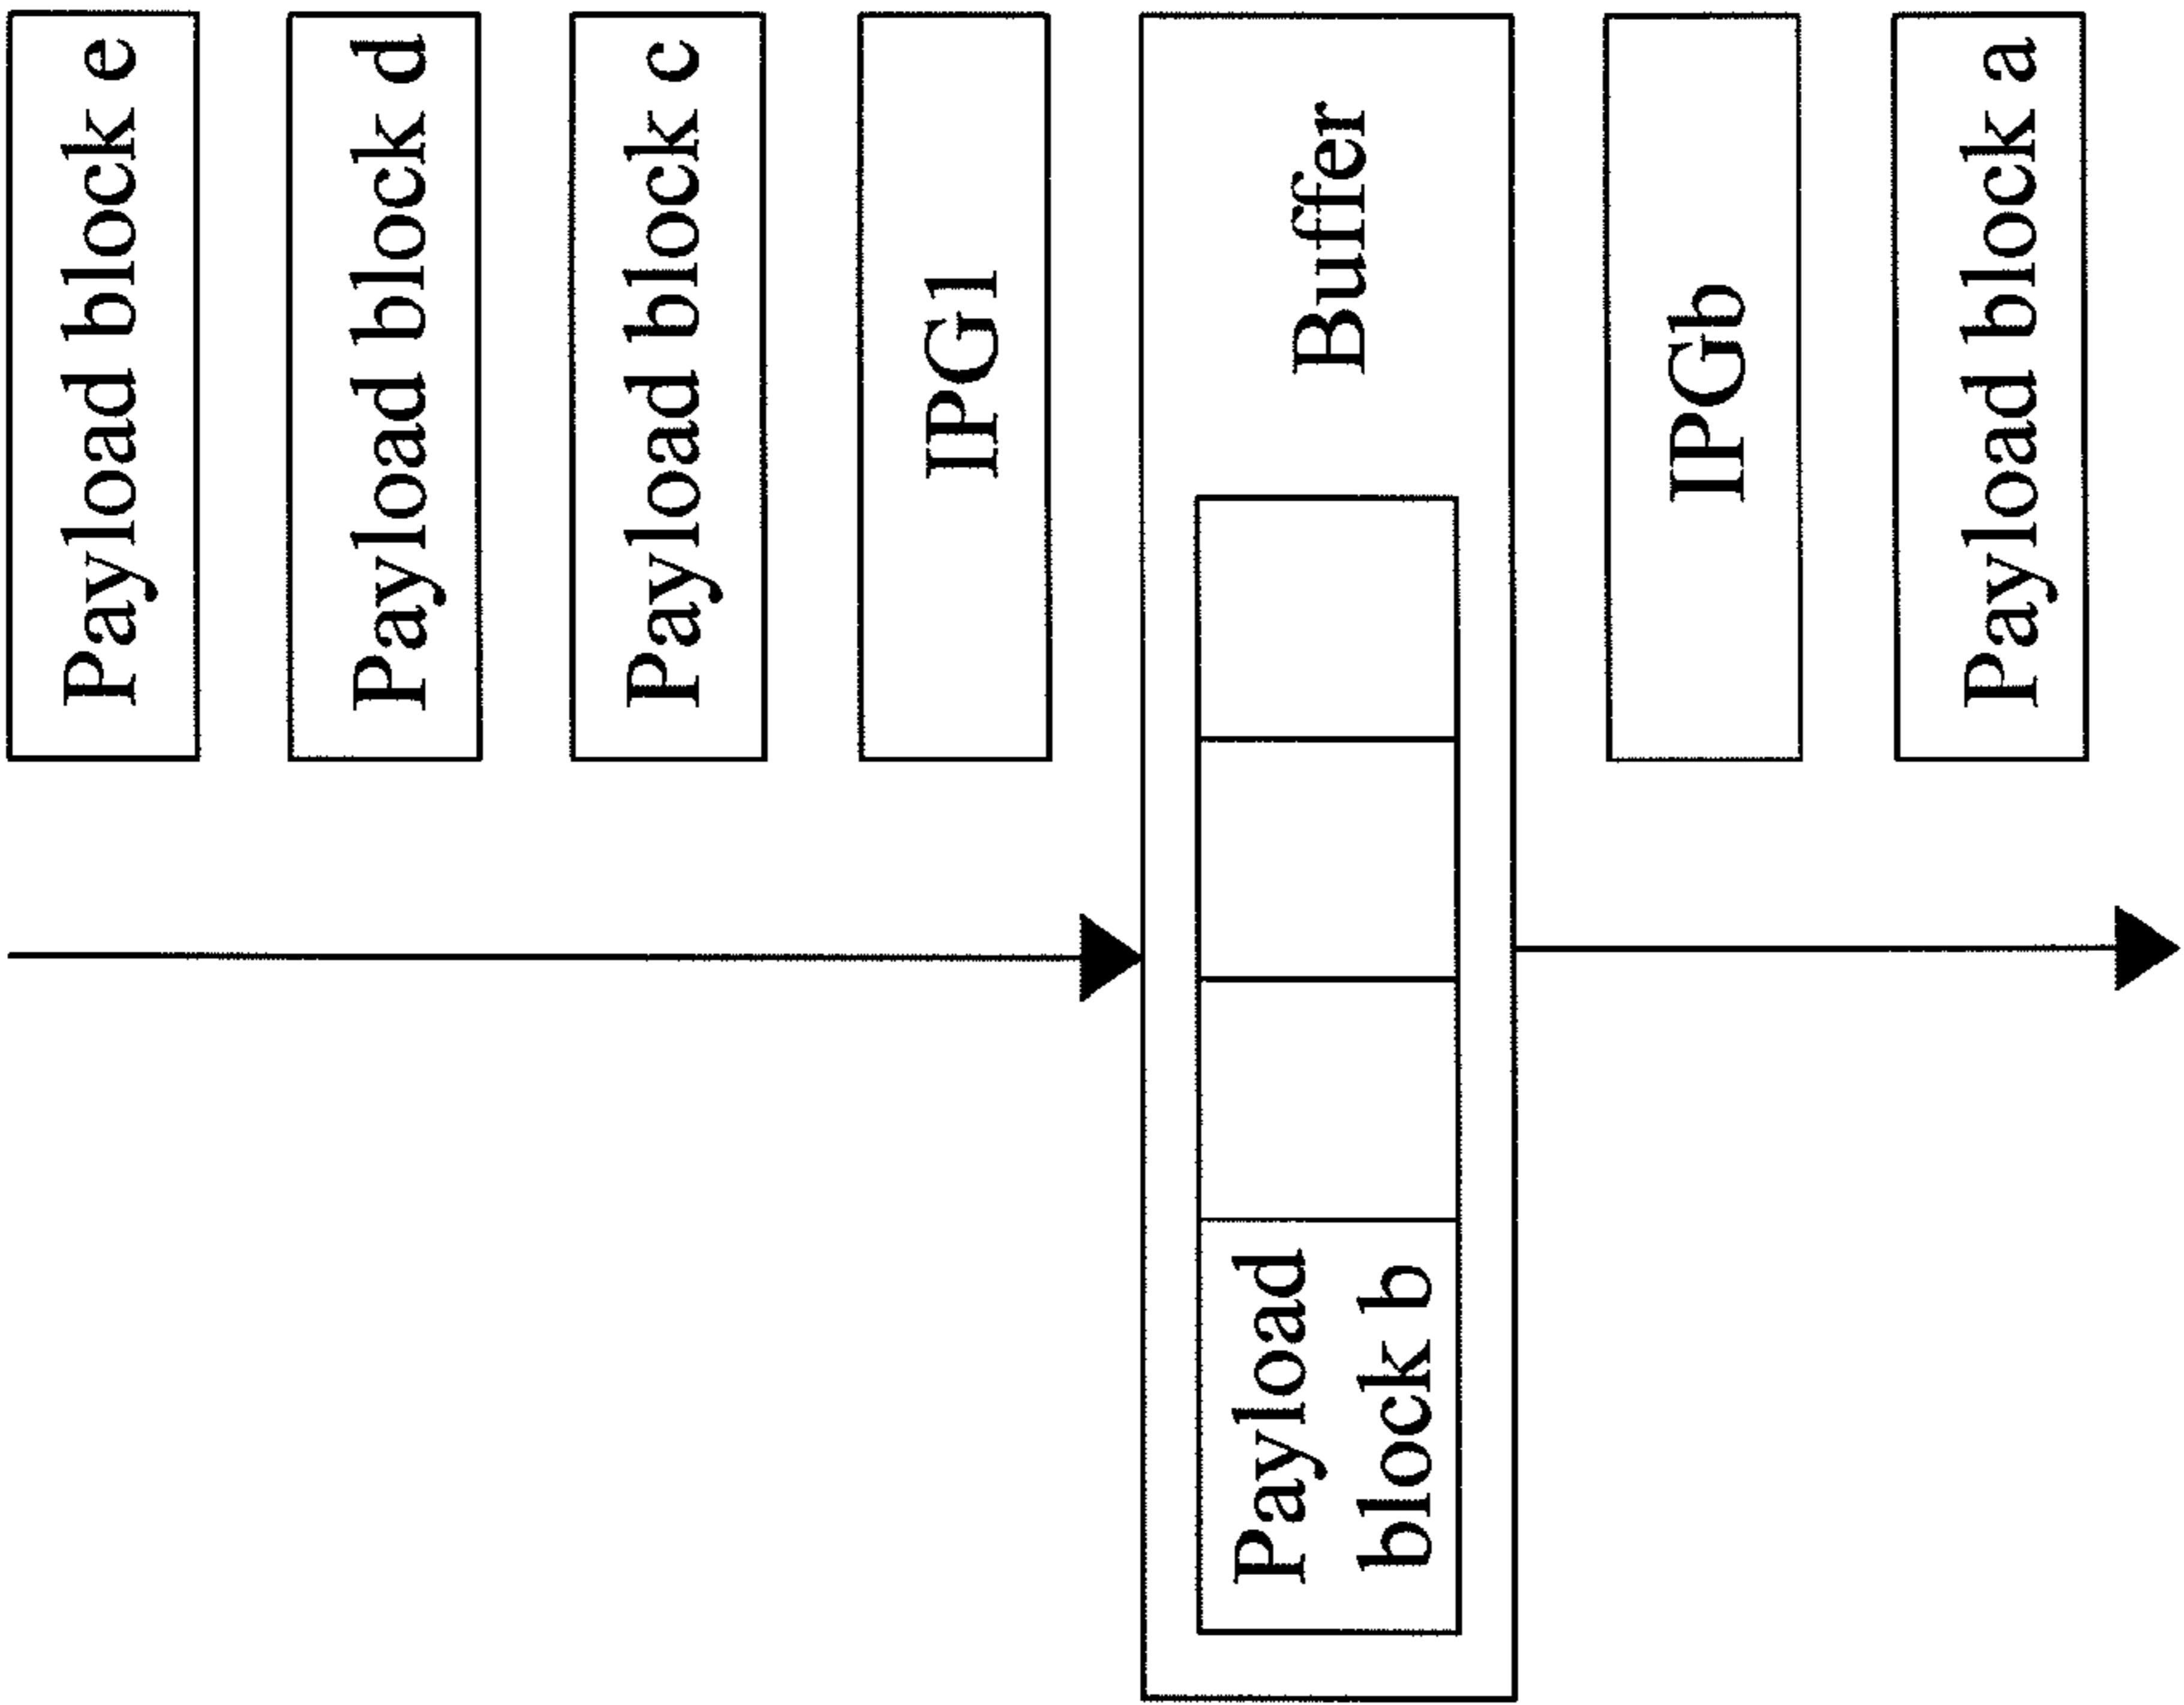 Payload block e
Payload block d
Payload block c
IPG1
Buffer
Payload
block b
IPGb
Payload block a